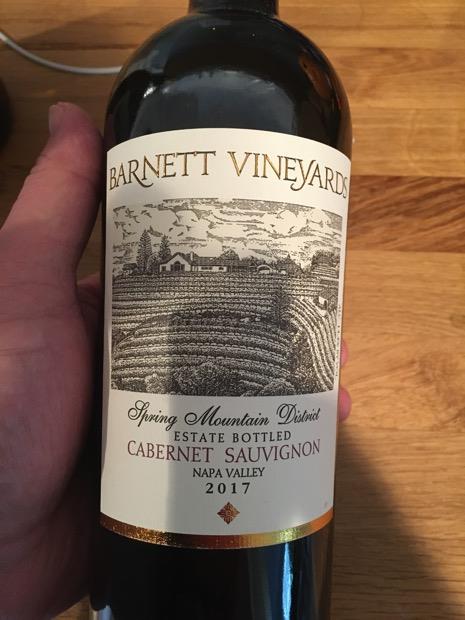 BARNETT VINEYARDS
Spring Mountain District
ESTATE BOTTLED
CABERNET SAUVIGNON
NAPA VALLEY
2017